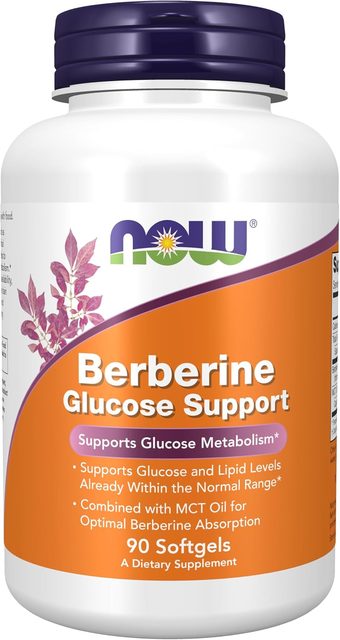 now®
Berberine
Glucose Support
Supports Glucose Metabolism*
• Supports Glucose and Lipid Levels
Already Within the Normal Range*
• Combined with MCT Oil for
Optimal Berberine Absorption
90 Softgels
A Dietary Supplement